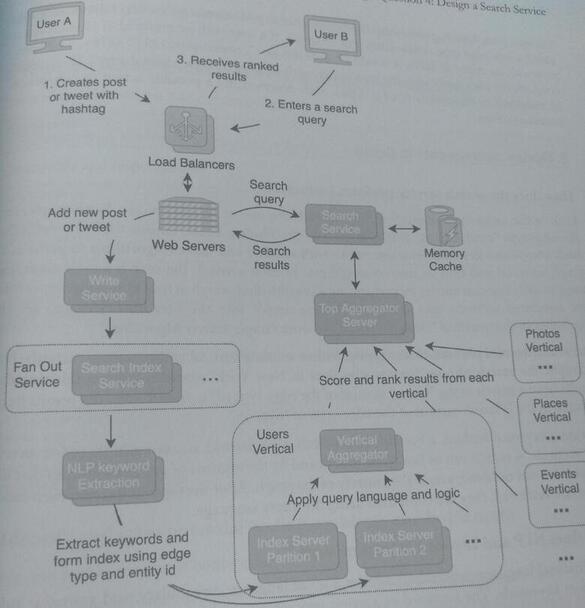 Question 4: Design a Search Service
User A
User B
3. Receives ranked
results
1. Creates post
or tweet with
hashtag
2. Enters a search
query
Load Balancers
Search
query
Add new post
or tweet
Web Servers
Search
Service
Memory
Cache
Search
results
Write
Service
Top Aggregator
Server
Photos
Vertical
...
Fan Out
Service
Search Index
Service
...
Score and rank results from each
vertical
Places
Vertical
...
Users
Vertical
Vertical
Aggregator
NLP keyword
Extraction
Events
Vertical
...
Apply query language and logic
Extract keywords and
form index using edge
type and entity id
Index Server
Parition 1
Index Server
Parition 2
...
...